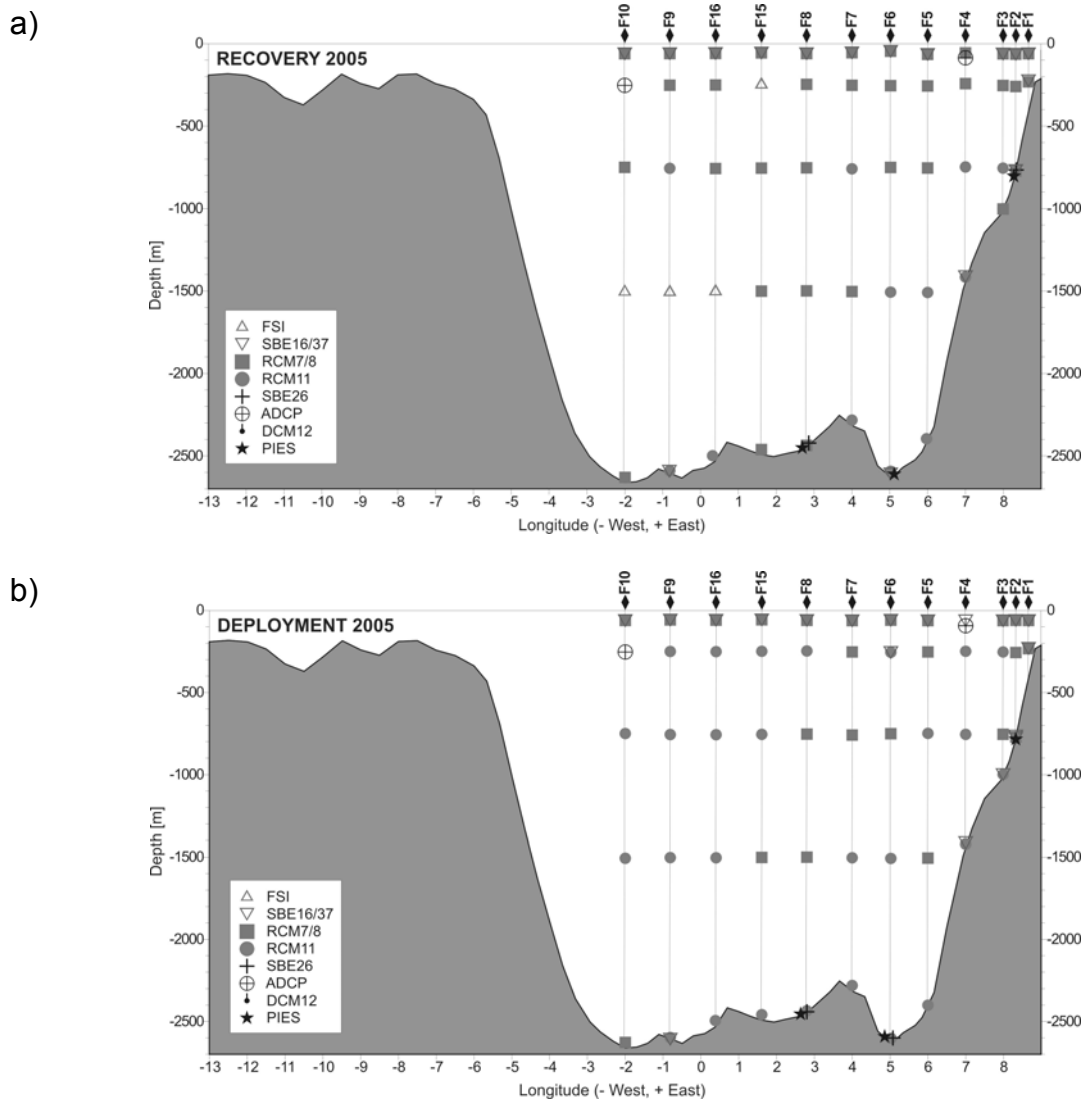 a)
F10 F9 F16 F15 F8 F7 F6 F5 F4 F3 F2 F1
RECOVERY 2005
0 0
-500 -500
-1000 -1000
-1500 -1500
-2000 -2000
-2500 -2500
Depth [m]
FSI
SBE16/37
RCM7/8
RCM11
SBE26
ADCP
DCM12
PIES
-13 -12 -11 -10 -9 -8 -7 -6 -5 -4 -3 -2 -1 0 1 2 3 4 5 6 7 8
Longitude (- West, + East)
b)
F10 F9 F16 F15 F8 F7 F6 F5 F4 F3 F2 F1
DEPLOYMENT 2005
0 0
-500 -500
-1000 -1000
-1500 -1500
-2000 -2000
-2500 -2500
Depth [m]
FSI
SBE16/37
RCM7/8
RCM11
SBE26
ADCP
DCM12
PIES
-13 -12 -11 -10 -9 -8 -7 -6 -5 -4 -3 -2 -1 0 1 2 3 4 5 6 7 8
Longitude (- West, + East)